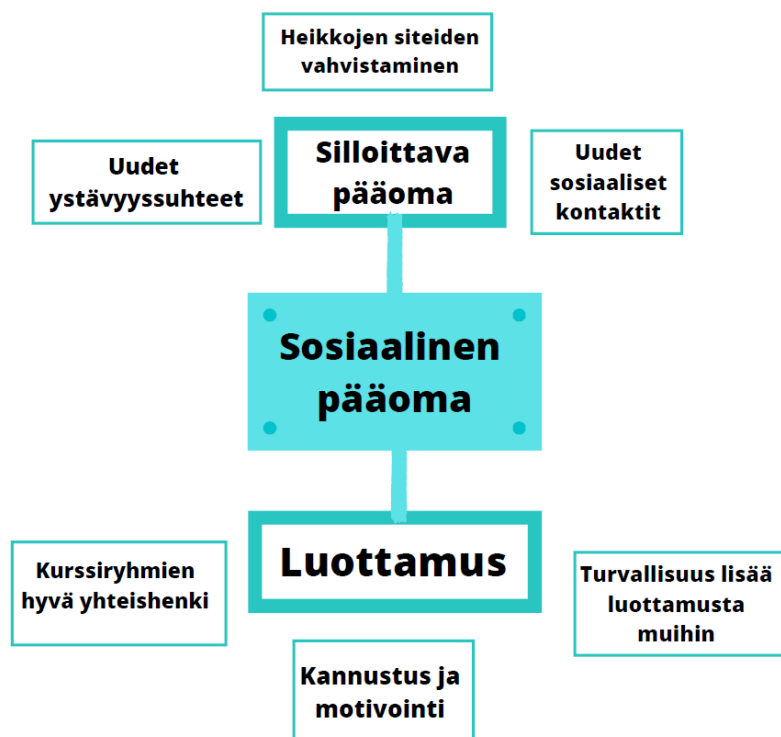 Heikkojen siteiden
vahvistaminen
Uudet
ystävyyssuhteet
Silloittava
pääoma
Uudet
sosiaaliset
kontaktit
Sosiaalinen
pääoma
Kurssiryhmien
hyvä yhteishenki
Luottamus
Turvallisuus lisää
luottamusta
muihin
Kannustus ja
motivointi